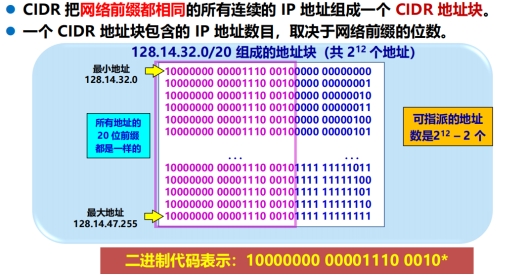 CIDR 把网络前缀都相同的所有连续的 IP 地址组成一个 CIDR 地址块。
一个 CIDR 地址块包含的 IP 地址数目，取决于网络前缀的位数。
128.14.32.0/20 组成的地址块（共 2¹² 个地址）
最小地址
128.14.32.0
10000000 00001110 00100000 00000000
10000000 00001110 00100000 00000001
10000000 00001110 00100000 00000010
10000000 00001110 00100000 00000011
10000000 00001110 00100000 00000100
10000000 00001110 00100000 00000101
所有地址的
20 位前缀
都是一样的
可指派的地址
数是2¹² – 2 个
... ...
10000000 00001110 00101111 11111011
10000000 00001110 00101111 11111100
10000000 00001110 00101111 11111101
10000000 00001110 00101111 11111110
10000000 00001110 00101111 11111111
最大地址
128.14.47.255
二进制代码表示：10000000 00001110 0010*